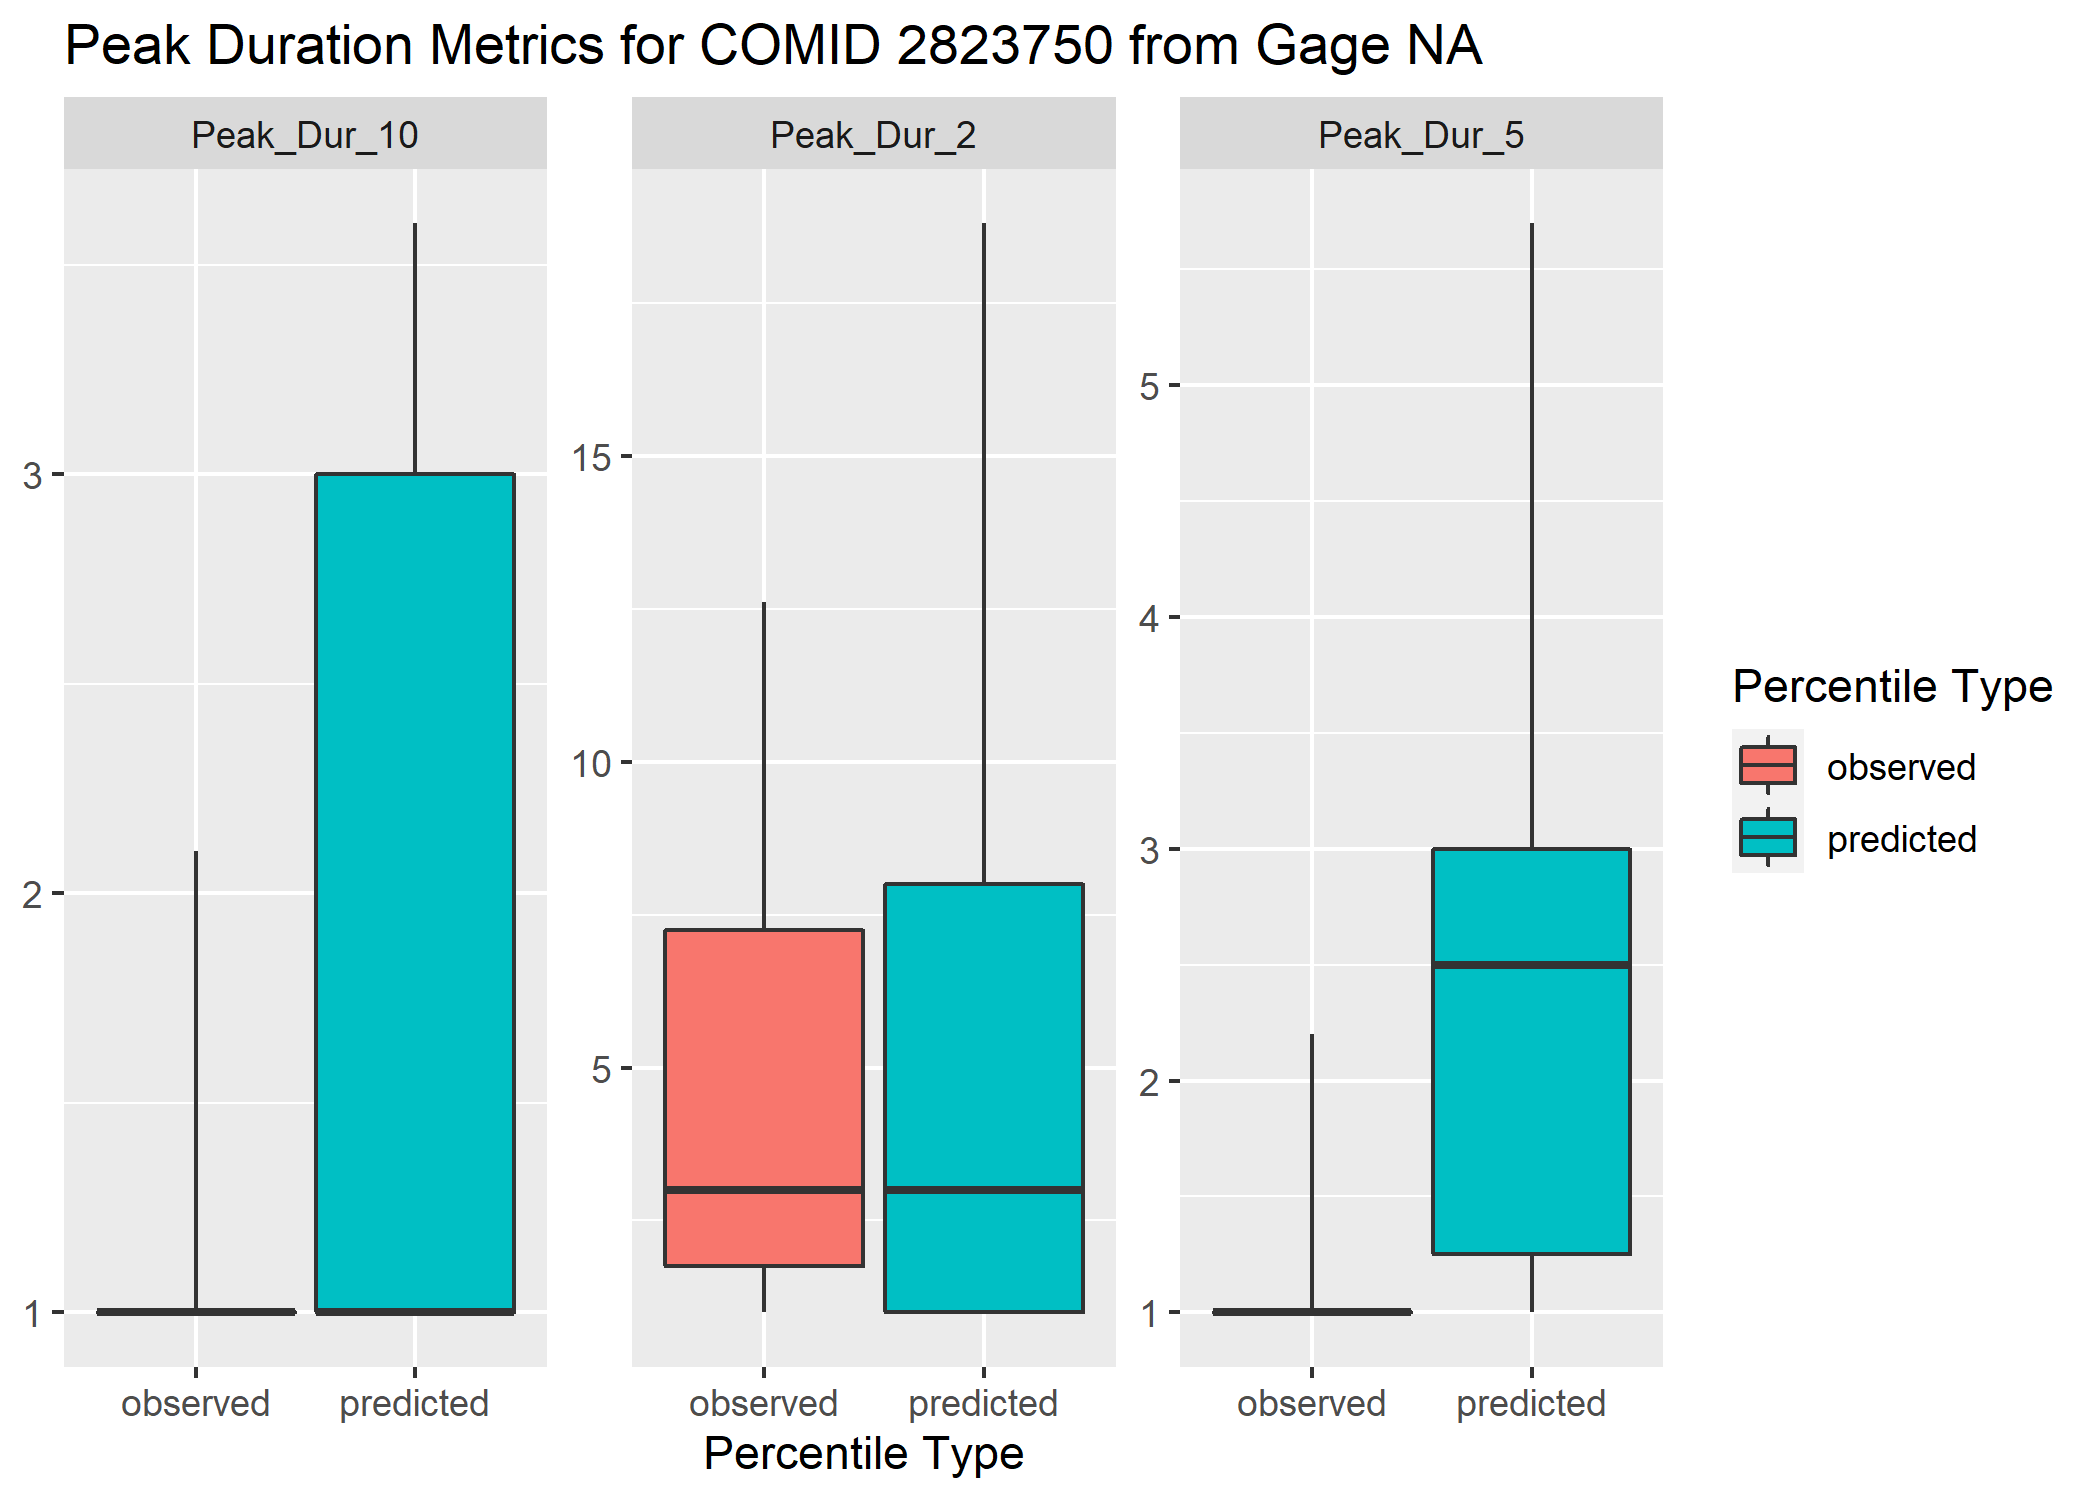 Peak Duration Metrics for COMID 2823750 from Gage NA
Peak_Dur_10
Peak_Dur_2
Peak_Dur_5
3
2
1
15
10
5
5
4
3
2
1
observed
predicted
observed
predicted
observed
predicted
Percentile Type
Percentile Type
observed
predicted